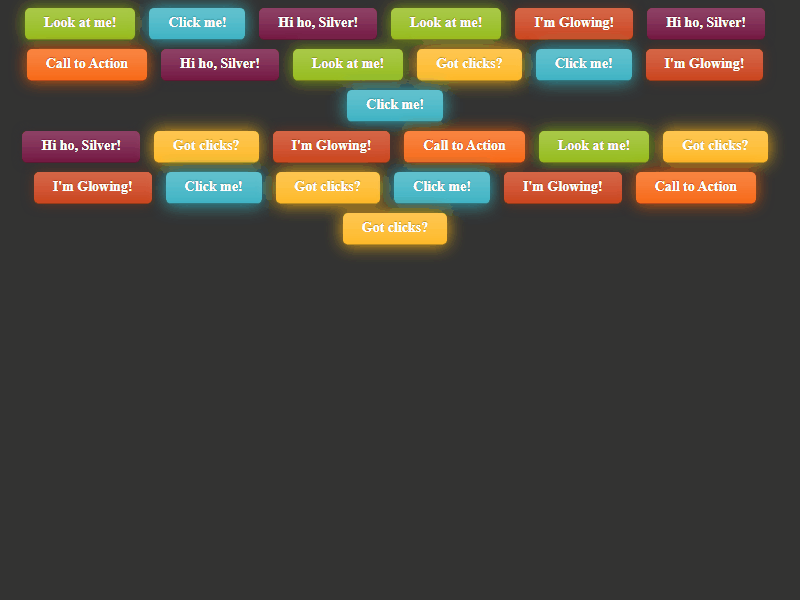 Look at me! Click me! Hi ho, Silver! Look at me! I'm Glowing! Hi ho, Silver!
Call to Action Hi ho, Silver! Look at me! Got clicks? Click me! I'm Glowing!
Click me!
Hi ho, Silver! Got clicks? I'm Glowing! Call to Action Look at me! Got clicks?
I'm Glowing! Click me! Got clicks? Click me! I'm Glowing! Call to Action
Got clicks?